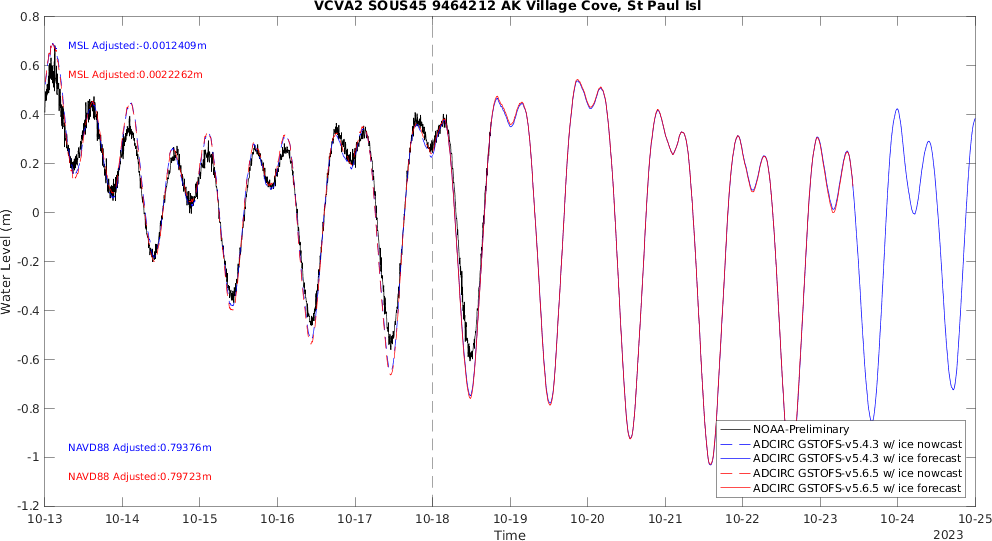 VCVA2 SOUS45 9464212 AK Village Cove, St Paul Isl
0.8
0.6
0.4
0.2
0
-0.2
-0.4
-0.6
-0.8
-1
-1.2
Water Level (m)
MSL Adjusted:-0.0012409m
MSL Adjusted:0.0022262m
NAVD88 Adjusted:0.79376m
NAVD88 Adjusted:0.79723m
NOAA-Preliminary
ADCIRC GSTOFS-v5.4.3 w/ ice nowcast
ADCIRC GSTOFS-v5.4.3 w/ ice forecast
ADCIRC GSTOFS-v5.6.5 w/ ice nowcast
ADCIRC GSTOFS-v5.6.5 w/ ice forecast
10-13 10-14 10-15 10-16 10-17 10-18 10-19 10-20 10-21 10-22 10-23 10-24 10-25
Time
2023